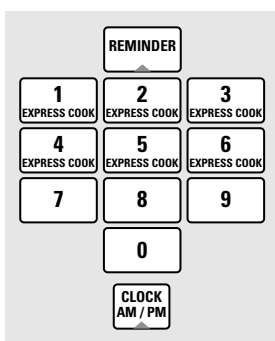 REMINDER
1 2 3
EXPRESS COOK EXPRESS COOK EXPRESS COOK
4 5 6
EXPRESS COOK EXPRESS COOK EXPRESS COOK
7 8 9
0
CLOCK
AM / PM